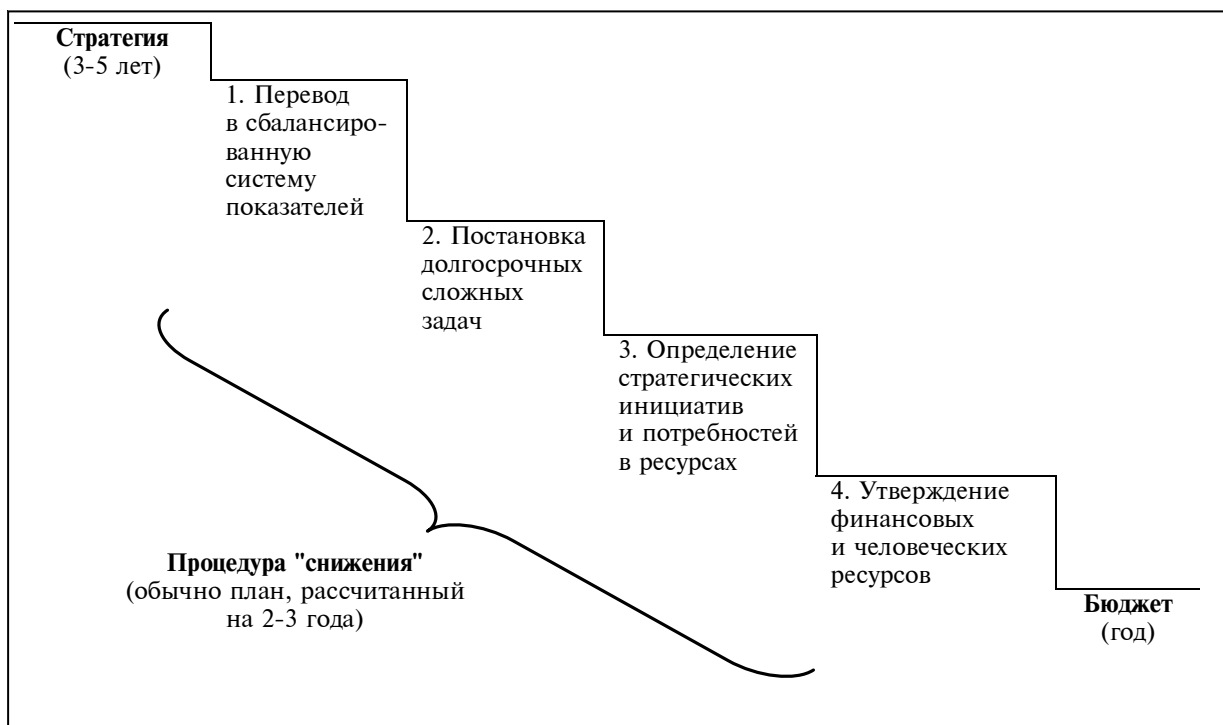 Стратегия
(3-5 лет)
1. Перевод
в сбалансиро-
ванную
систему
показателей
2. Постановка
долгосрочных
сложных
задач
3. Определение
стратегических
инициатив
и потребностей
в ресурсах
4. Утверждение
финансовых
и человеческих
ресурсов
Процедура "снижения"
(обычно план, рассчитанный
на 2-3 года)
Бюджет
(год)